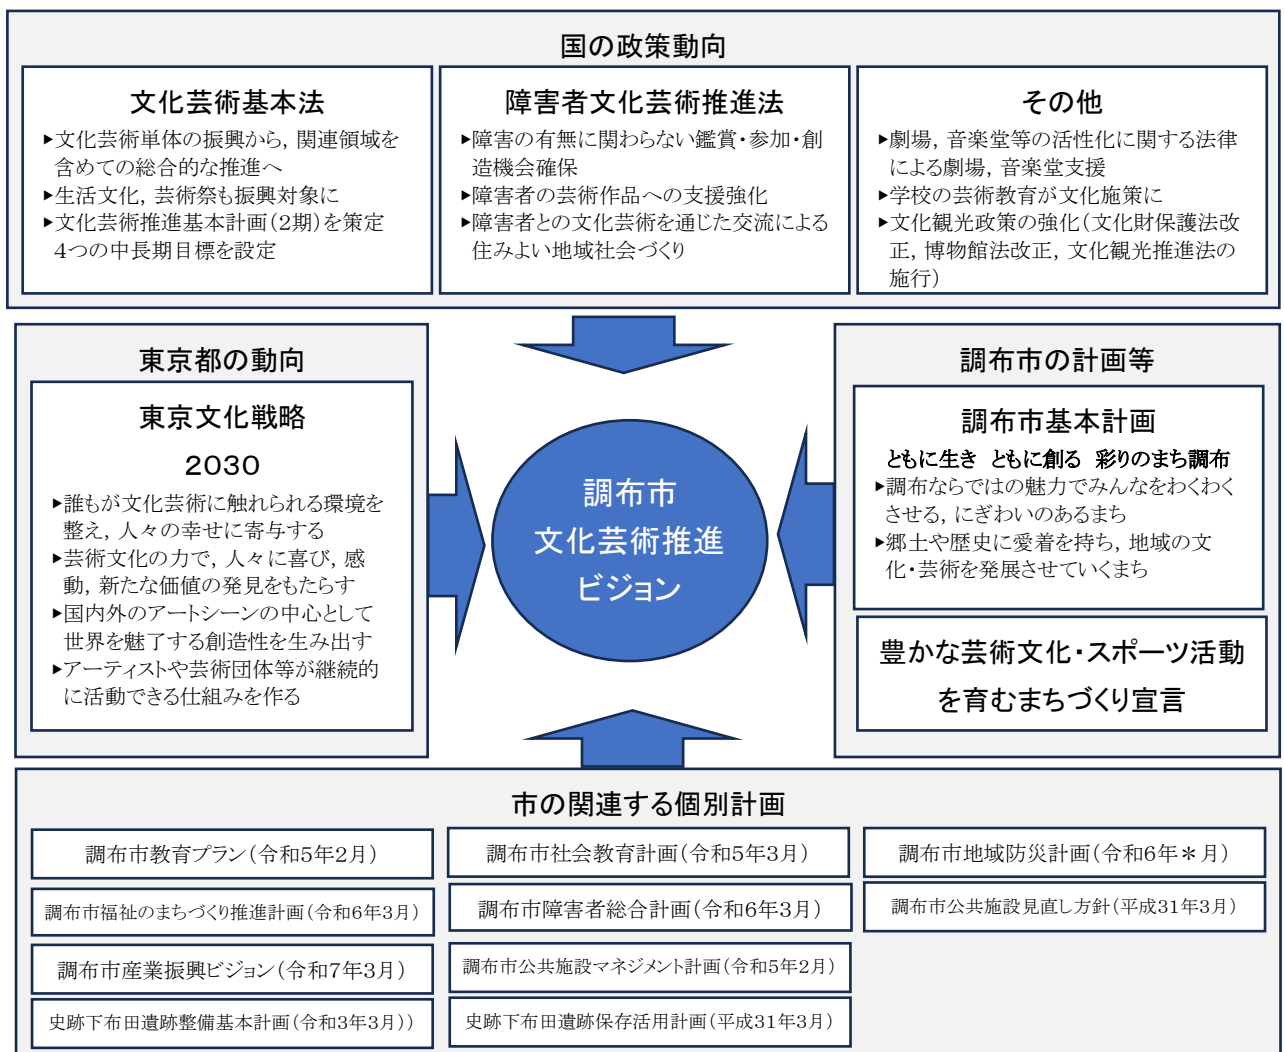 国の政策動向
文化芸術基本法
▶文化芸術単体の振興から，関連領域を
含めての総合的な推進へ
▶生活文化，芸術祭も振興対象に
▶文化芸術推進基本計画（2期）を策定
４つの中長期目標を設定
障害者文化芸術推進法
▶障害の有無に関わらない鑑賞・参加・創
造機会確保
▶障害者の芸術作品への支援強化
▶障害者との文化芸術を通じた交流による
住みよい地域社会づくり
その他
▶劇場，音楽堂等の活性化に関する法律
による劇場，音楽堂支援
▶学校の芸術教育が文化施策に
▶文化観光政策の強化（文化財保護法改
正，博物館法改正，文化観光推進法の
施行）
東京都の動向
東京文化戦略
２０３０
▶誰もが文化芸術に触れられる環境を
整え，人々の幸せに寄与する
▶芸術文化の力で，人々に喜び，感
動，新たな価値の発見をもたらす
▶国内外のアートシーンの中心として
世界を魅了する創造性を生み出す
▶アーティストや芸術団体等が継続的
に活動できる仕組みを作る
調布市
文化芸術推進
ビジョン
調布市の計画等
調布市基本計画
ともに生き　ともに創る　彩りのまち調布
▶調布ならではの魅力でみんなをわくわく
させる，にぎわいのあるまち
▶郷土や歴史に愛着を持ち，地域の文
化・芸術を発展させていくまち
豊かな芸術文化・スポーツ活動
を育むまちづくり宣言
市の関連する個別計画
調布市教育プラン（令和5年2月）
調布市社会教育計画（令和5年3月）
調布市地域防災計画（令和6年＊月）
調布市福祉のまちづくり推進計画（令和6年3月）
調布市障害者総合計画（令和6年3月）
調布市公共施設見直し方針（平成31年3月）
調布市産業振興ビジョン（令和7年3月）
調布市公共施設マネジメント計画（令和5年2月）
史跡下布田遺跡整備基本計画（令和3年3月））
史跡下布田遺跡保存活用計画（平成31年3月）